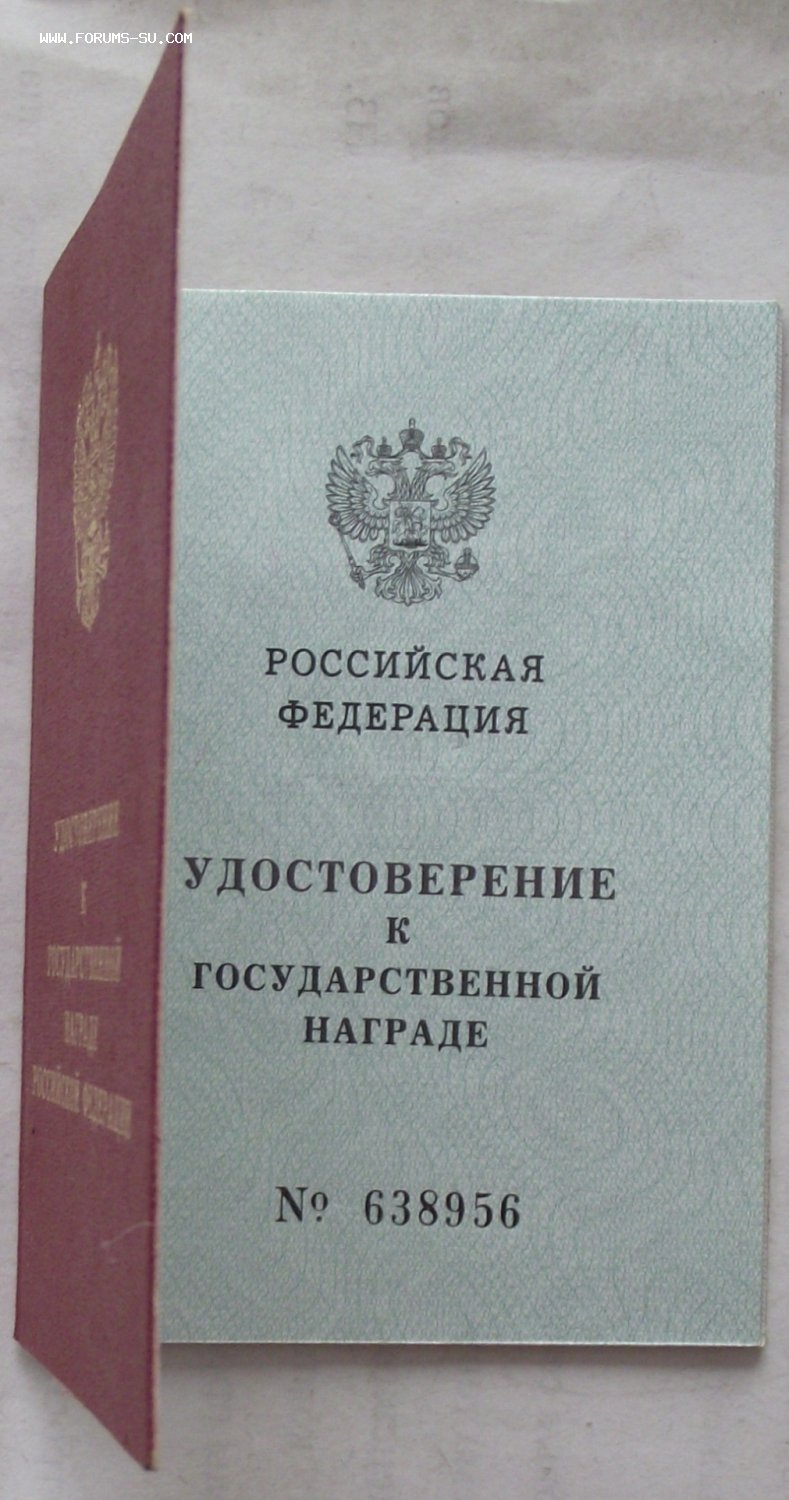 WWW.FORUMS-SU.COM
УДОСТОВЕРЕНИЕ
К
ГОСУДАРСТВЕННОЙ
НАГРАДЕ
РОССИЙСКОЙ ФЕДЕРАЦИИ
РОССИЙСКАЯ
ФЕДЕРАЦИЯ
УДОСТОВЕРЕНИЕ
К
ГОСУДАРСТВЕННОЙ
НАГРАДЕ
№ 638956